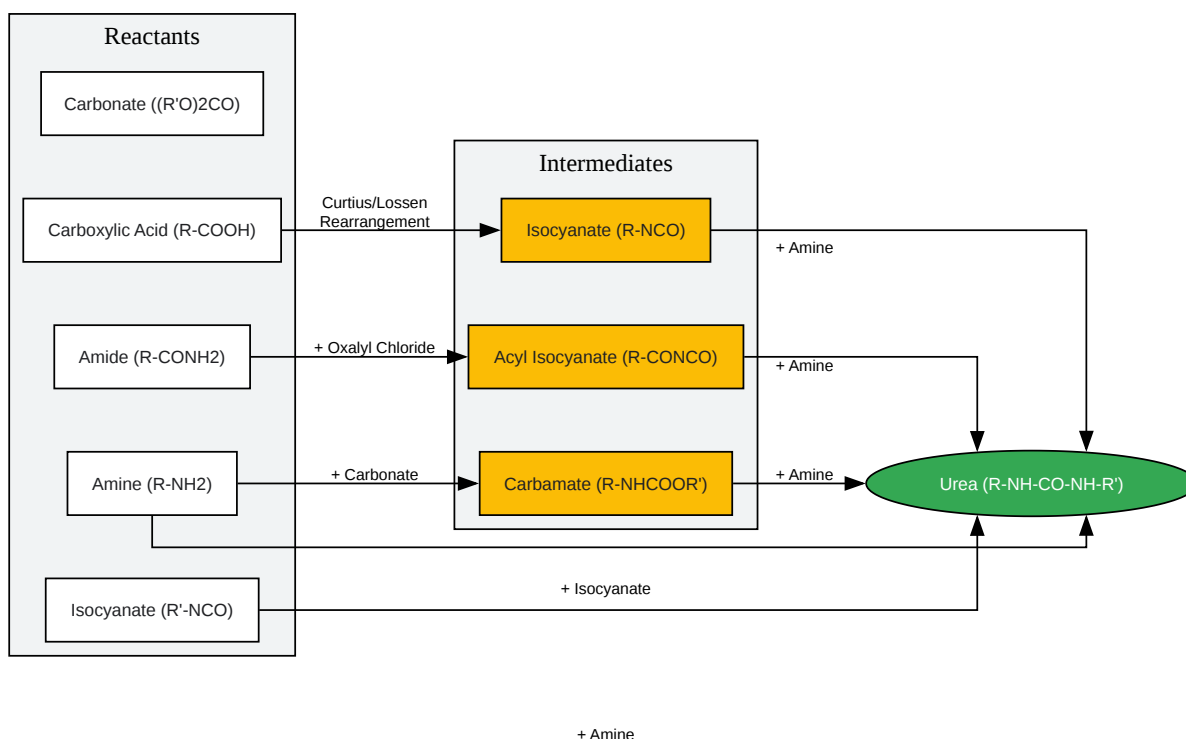 Reactants
Carbonate ((R'O)2CO)
Intermediates
Carboxylic Acid (R-COOH)
Curtius/Lossen
Rearrangement
Isocyanate (R-NCO)
+ Amine
Amide (R-CONH2)
+ Oxalyl Chloride
Acyl Isocyanate (R-CONCO)
+ Amine
Amine (R-NH2)
+ Carbonate
Carbamate (R-NHCOOR')
+ Amine
Urea (R-NH-CO-NH-R')
Isocyanate (R'-NCO)
+ Isocyanate
+ Amine